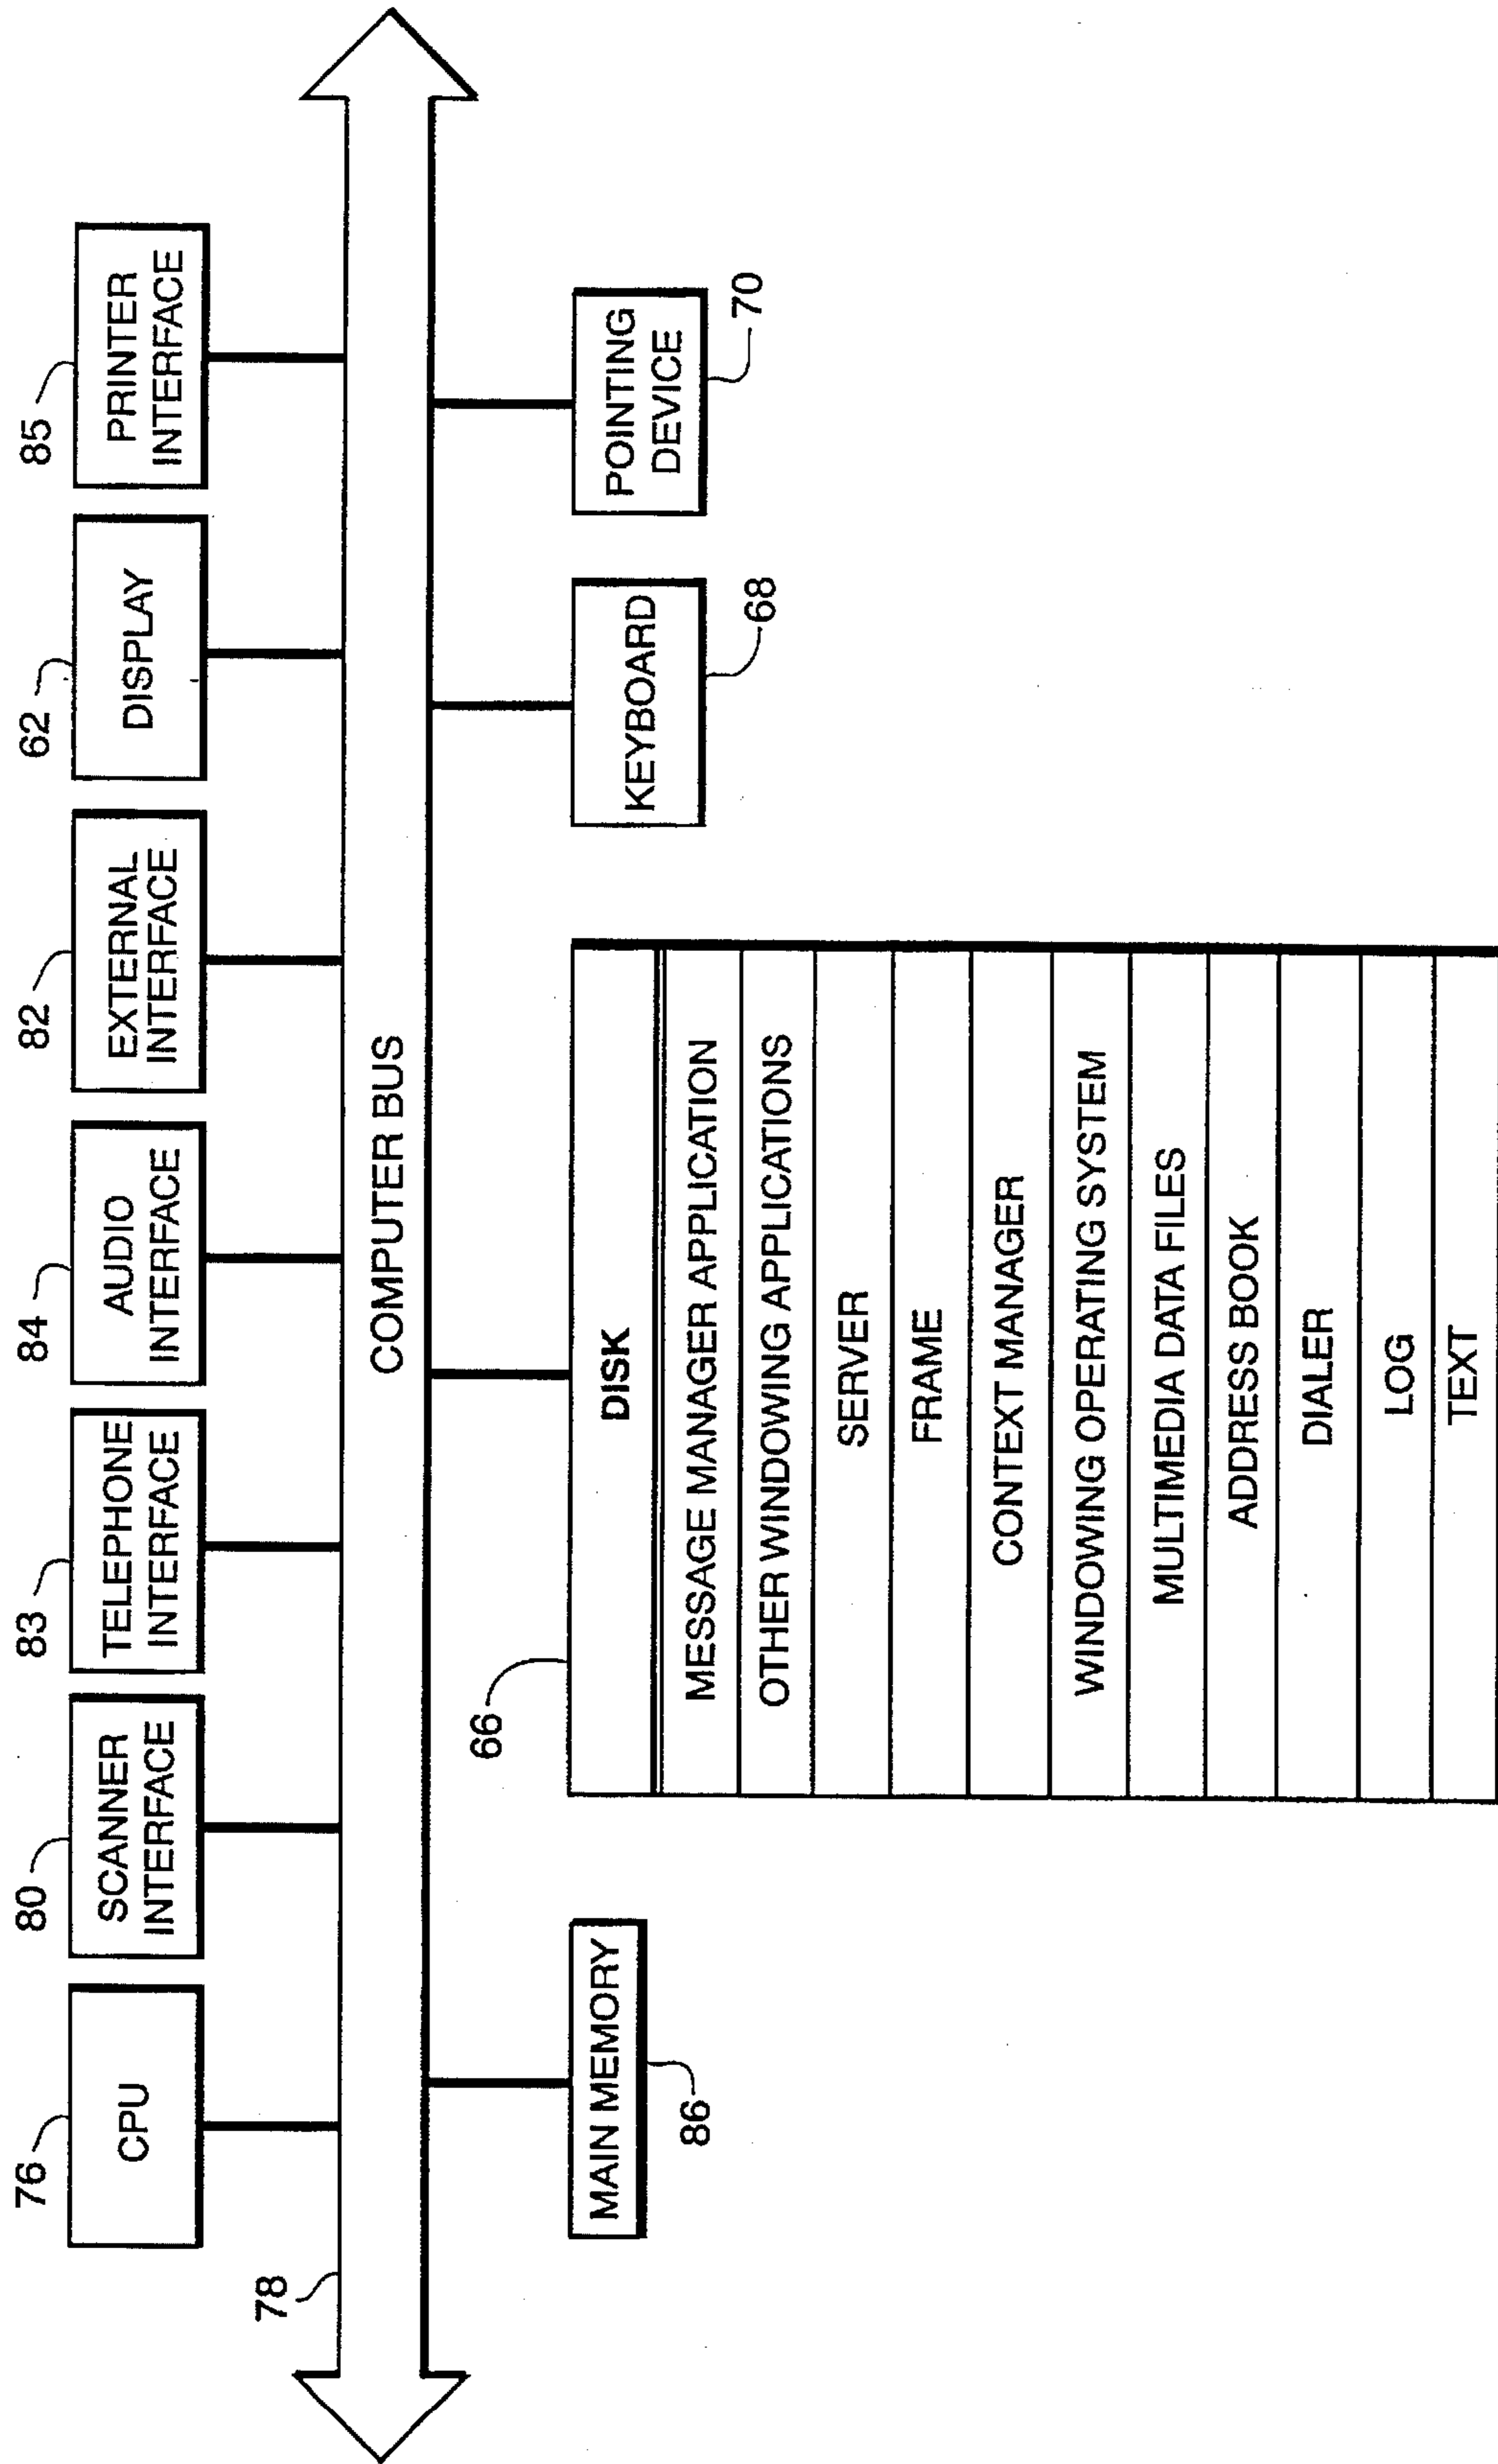 76
CPU
80
SCANNER
INTERFACE
83
TELEPHONE
INTERFACE
84
AUDIO
INTERFACE
82
EXTERNAL
INTERFACE
62
DISPLAY
85
PRINTER
INTERFACE
78
COMPUTER BUS
MAIN MEMORY
86
66
DISK
MESSAGE MANAGER APPLICATION
OTHER WINDOWING APPLICATIONS
SERVER
FRAME
CONTEXT MANAGER
WINDOWING OPERATING SYSTEM
MULTIMEDIA DATA FILES
ADDRESS BOOK
DIALER
LOG
TEXT
KEYBOARD
68
POINTING
DEVICE
70